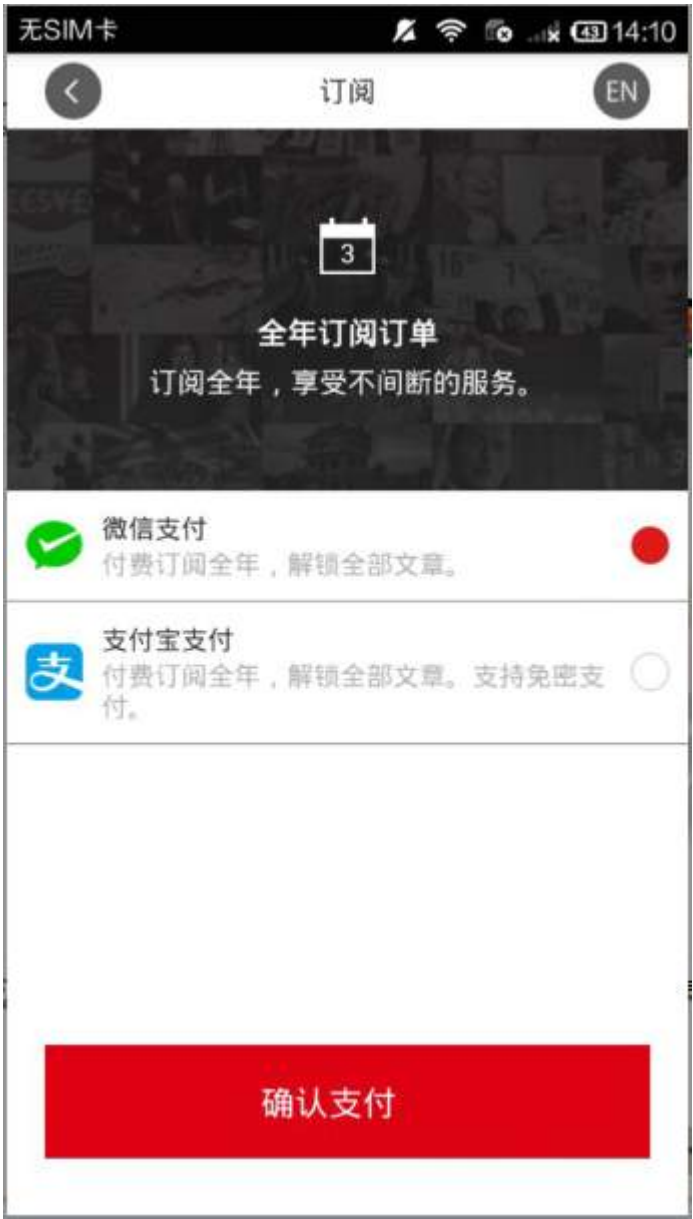 无SIM卡 43 14:10
订阅 EN
3
全年订阅订单
订阅全年，享受不间断的服务。
微信支付
付费订阅全年，解锁全部文章。
支付宝支付
支
付费订阅全年，解锁全部文章。支持免密支
付。
确认支付